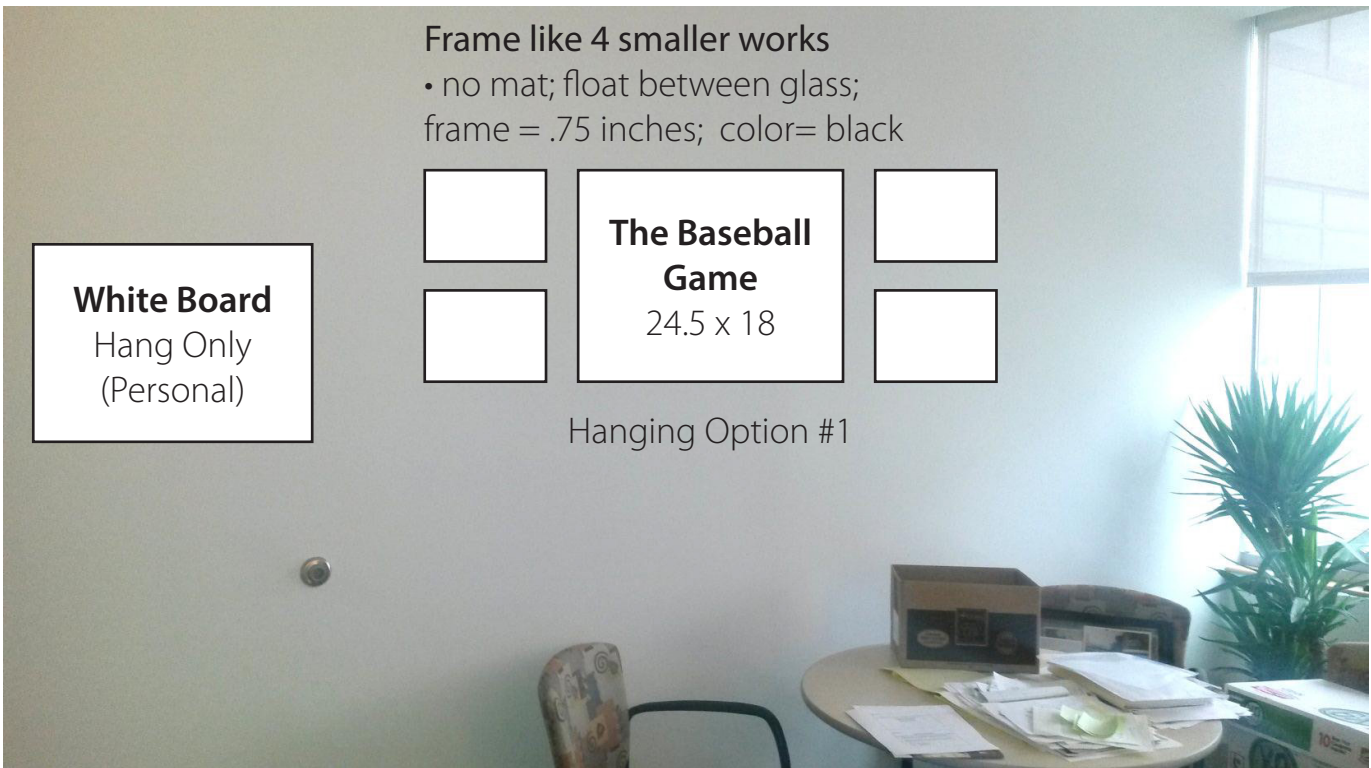 Frame like 4 smaller works
• no mat; float between glass;
frame = .75 inches; color= black
The Baseball
Game
24.5 x 18
White Board
Hang Only
(Personal)
Hanging Option #1
10